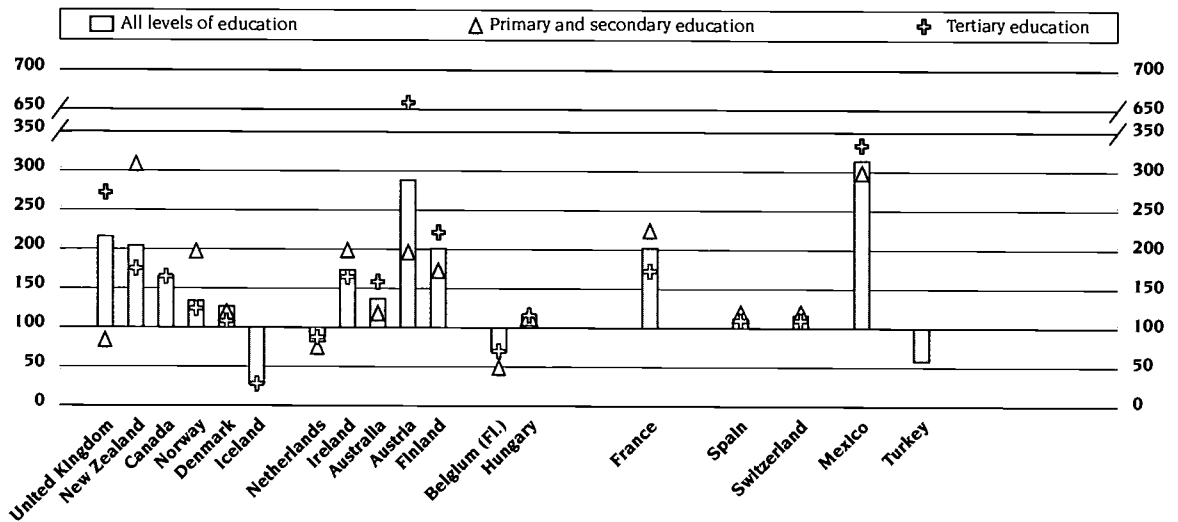 All levels of education Primary and secondary education Tertiary education
700 700
650 650
350 350
300 300
250 250
200 200
150 150
100 100
50 50
0 0
United Kingdom
New Zealand
Canada
Norway
Denmark
Iceland
Netherlands
Ireland
Australia
Austria
Finland
Belgium (Fl.)
Hungary
France
Spain
Switzerland
Mexico
Turkey